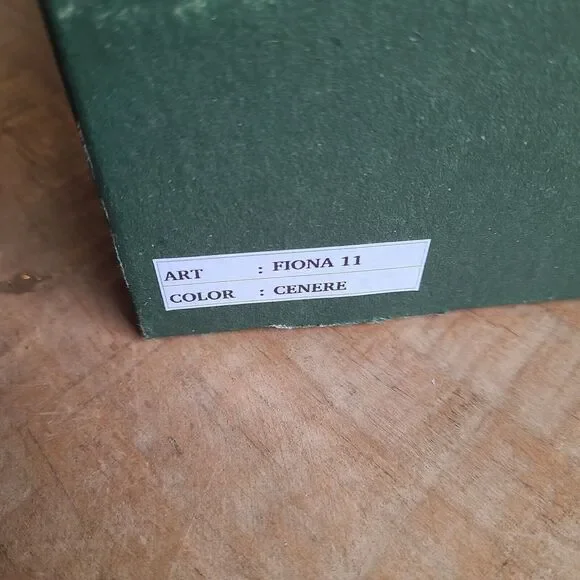 ART : FIONA 11
COLOR : CENERE